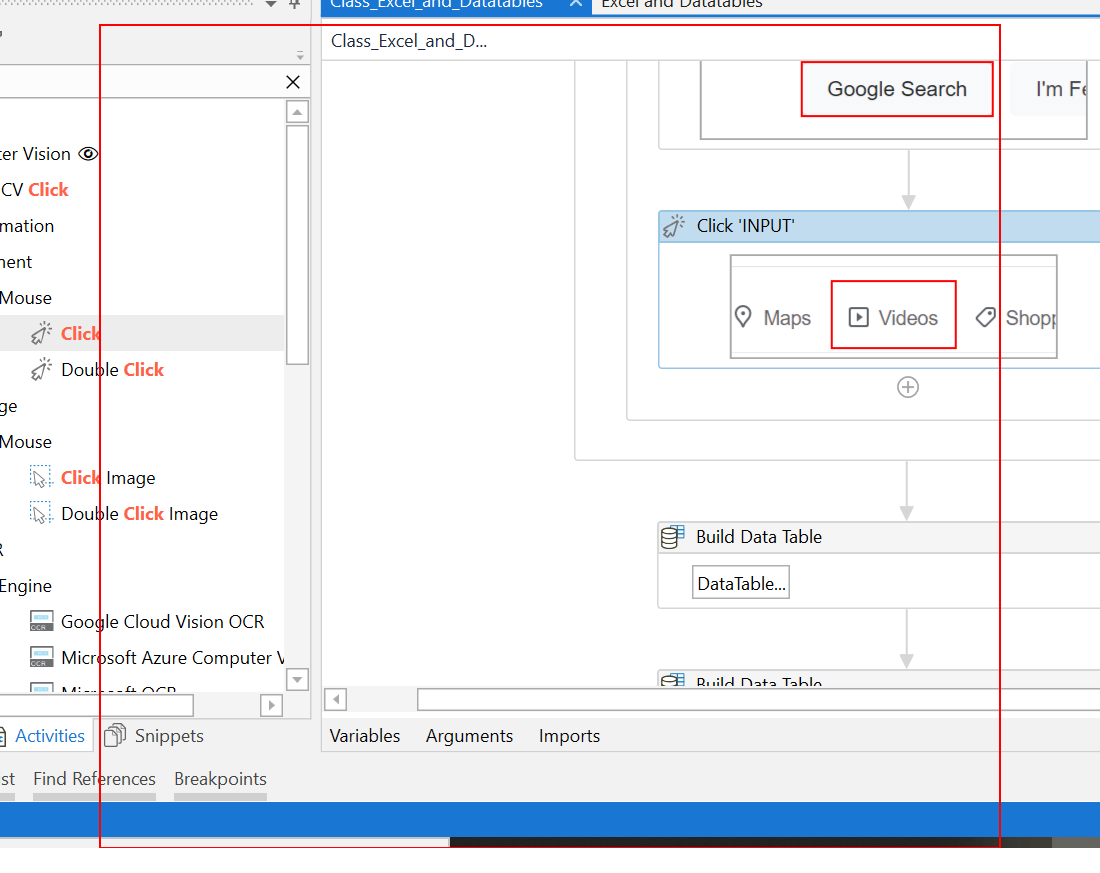 Class_Excel_and_Datatables
Excel and Datatables
Class_Excel_and_D...
Google Search
I'm Fe
ter Vision
CV Click
mation
ment
Mouse
Click
Double Click
ge
Mouse
Click Image
Double Click Image
R
Engine
Google Cloud Vision OCR
Microsoft Azure Computer V
Microsoft OCR
Click 'INPUT'
Maps
Videos
Shopp
Build Data Table
DataTable...
Build Data Table
Activities
Snippets
Variables
Arguments
Imports
st
Find References
Breakpoints